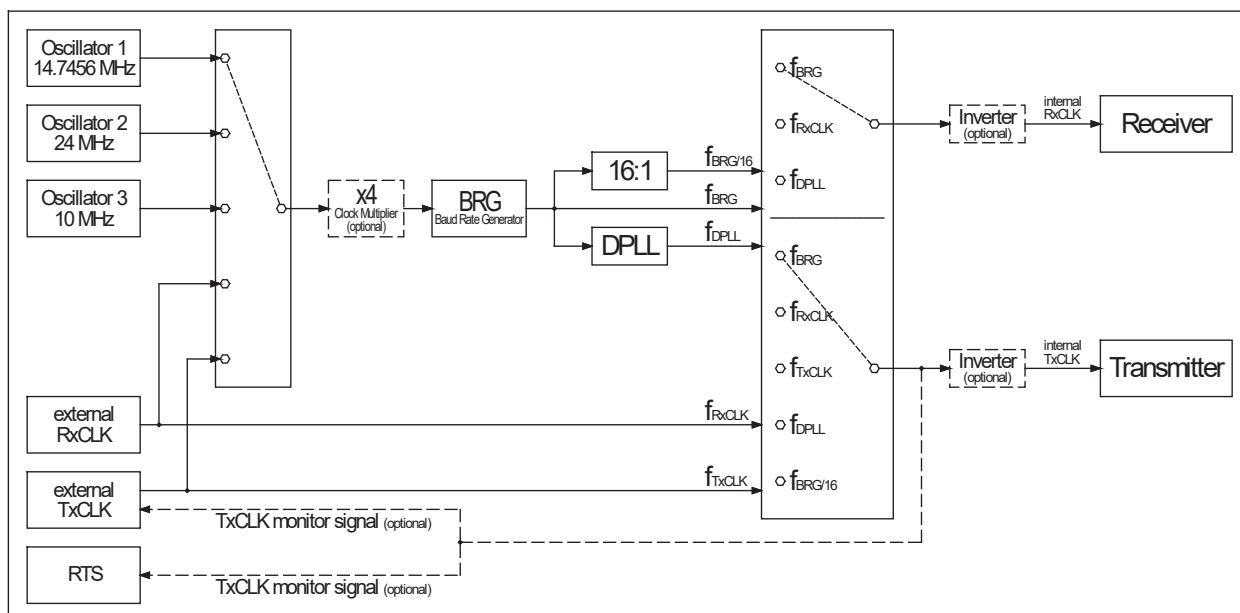 Oscillator 1
14.7456 MHz
Oscillator 2
24 MHz
Oscillator 3
10 MHz
external
RxCLK
external
TxCLK
RTS
x4
Clock Multiplier
(optional)
BRG
Baud Rate Generator
16:1
DPLL
fBRG/16
fBRG
fDPLL
fRxCLK
fTxCLK
TxCLK monitor signal (optional)
TxCLK monitor signal (optional)
fBRG
fRxCLK
fDPLL
fBRG
fRxCLK
fTxCLK
fDPLL
fBRG/16
Inverter
(optional)
internal
RxCLK
Receiver
Inverter
(optional)
internal
TxCLK
Transmitter